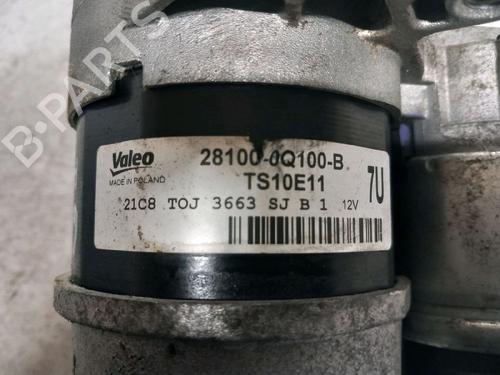 B-PARTS
Valeo
28100-0Q100-B
MADE IN POLAND
TS10E11
7U
21C8 TOJ 3663 SJ B 1 12V